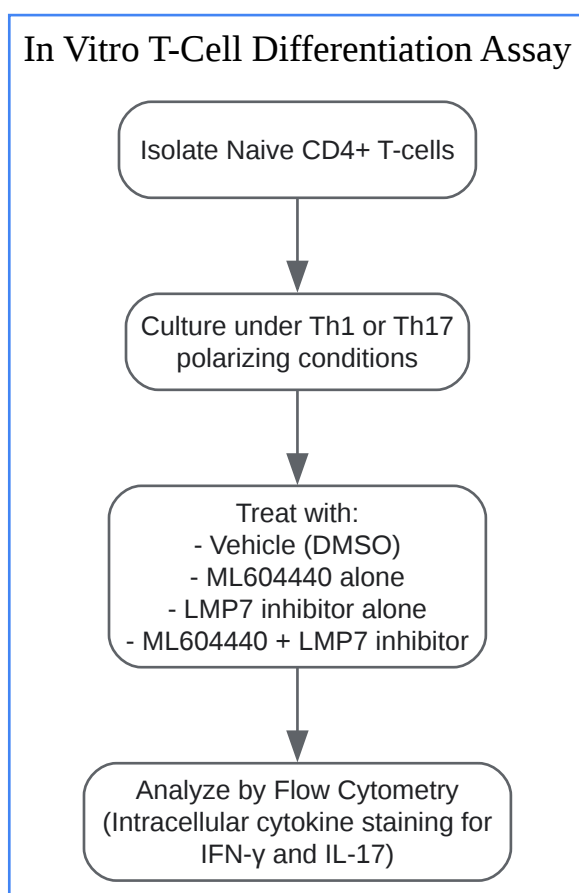 In Vitro T-Cell Differentiation Assay
Isolate Naive CD4+ T-cells
Culture under Th1 or Th17
polarizing conditions
Treat with:
- Vehicle (DMSO)
- ML604440 alone
- LMP7 inhibitor alone
- ML604440 + LMP7 inhibitor
Analyze by Flow Cytometry
(Intracellular cytokine staining for
IFN-γ and IL-17)